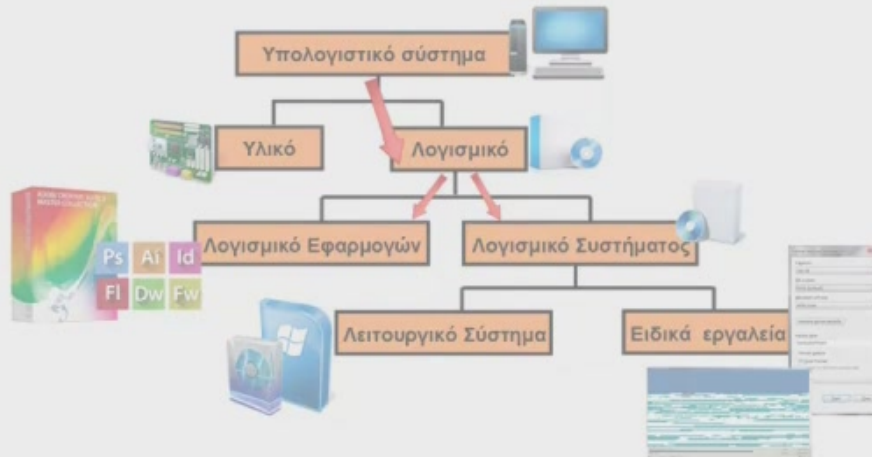 Υπολογιστικό σύστημα
Υλικό
Λογισμικό
Λογισμικό Εφαρμογών
Λογισμικό Συστήματος
Ps Ai Id
Fl Dw Fw
Λειτουργικό Σύστημα
Ειδικά εργαλεία